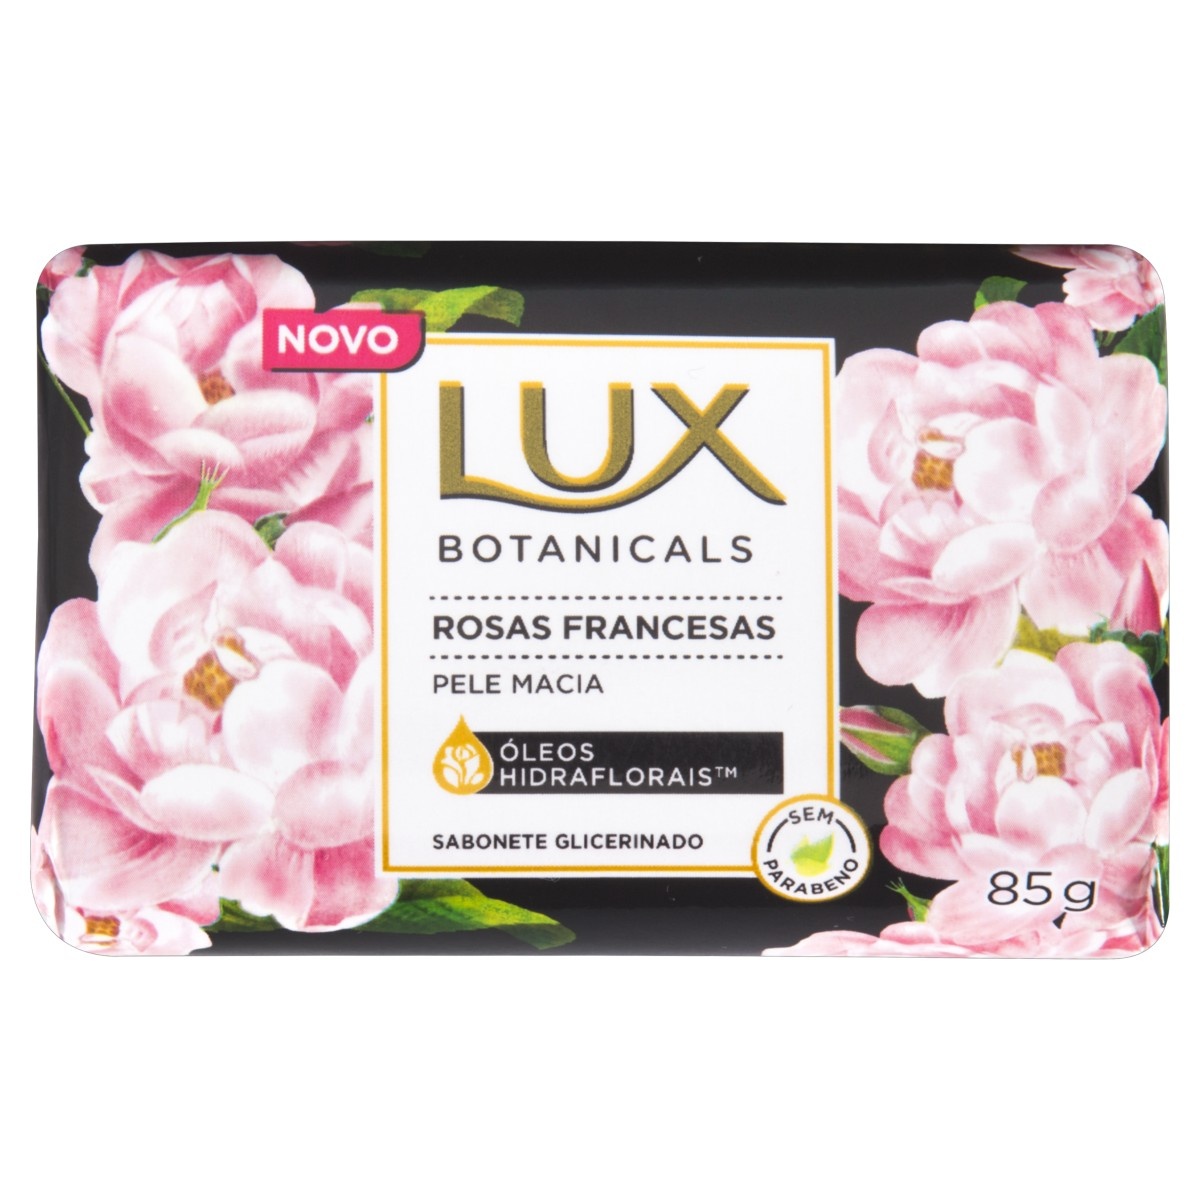 NOVO
LUX
BOTANICALS
ROSAS FRANCESAS
PELE MACIA
ÓLEOS
HIDRAFLORAIS™
SABONETE GLICERINADO
SEM
PARABENO
85g